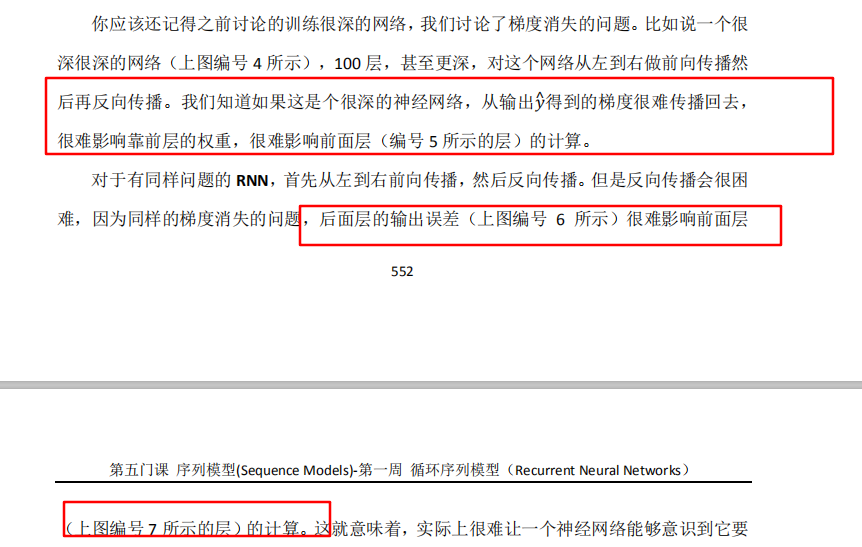 你应该还记得之前讨论的训练很深的网络，我们讨论了梯度消失的问题。比如说一个很
深很深的网络（上图编号 4 所示），100 层，甚至更深，对这个网络从左到右做前向传播然
后再反向传播。我们知道如果这是个很深的神经网络，从输出ŷ得到的梯度很难传播回去，
很难影响靠前层的权重，很难影响前面层（编号 5 所示的层）的计算。
对于有同样问题的 RNN，首先从左到右前向传播，然后反向传播。但是反向传播会很困
难，因为同样的梯度消失的问题，后面层的输出误差（上图编号 6 所示）很难影响前面层
552
第五门课 序列模型(Sequence Models)-第一周 循环序列模型（Recurrent Neural Networks）
（上图编号 7 所示的层）的计算。这就意味着，实际上很难让一个神经网络能够意识到它要